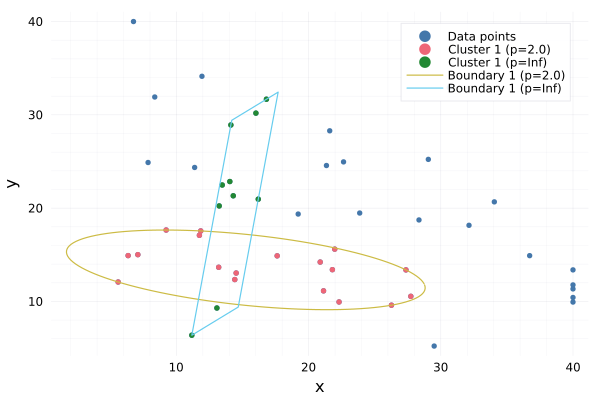 40
30
20
10
y
10
20
30
40
x
Data points
Cluster 1 (p=2.0)
Cluster 1 (p=Inf)
Boundary 1 (p=2.0)
Boundary 1 (p=Inf)